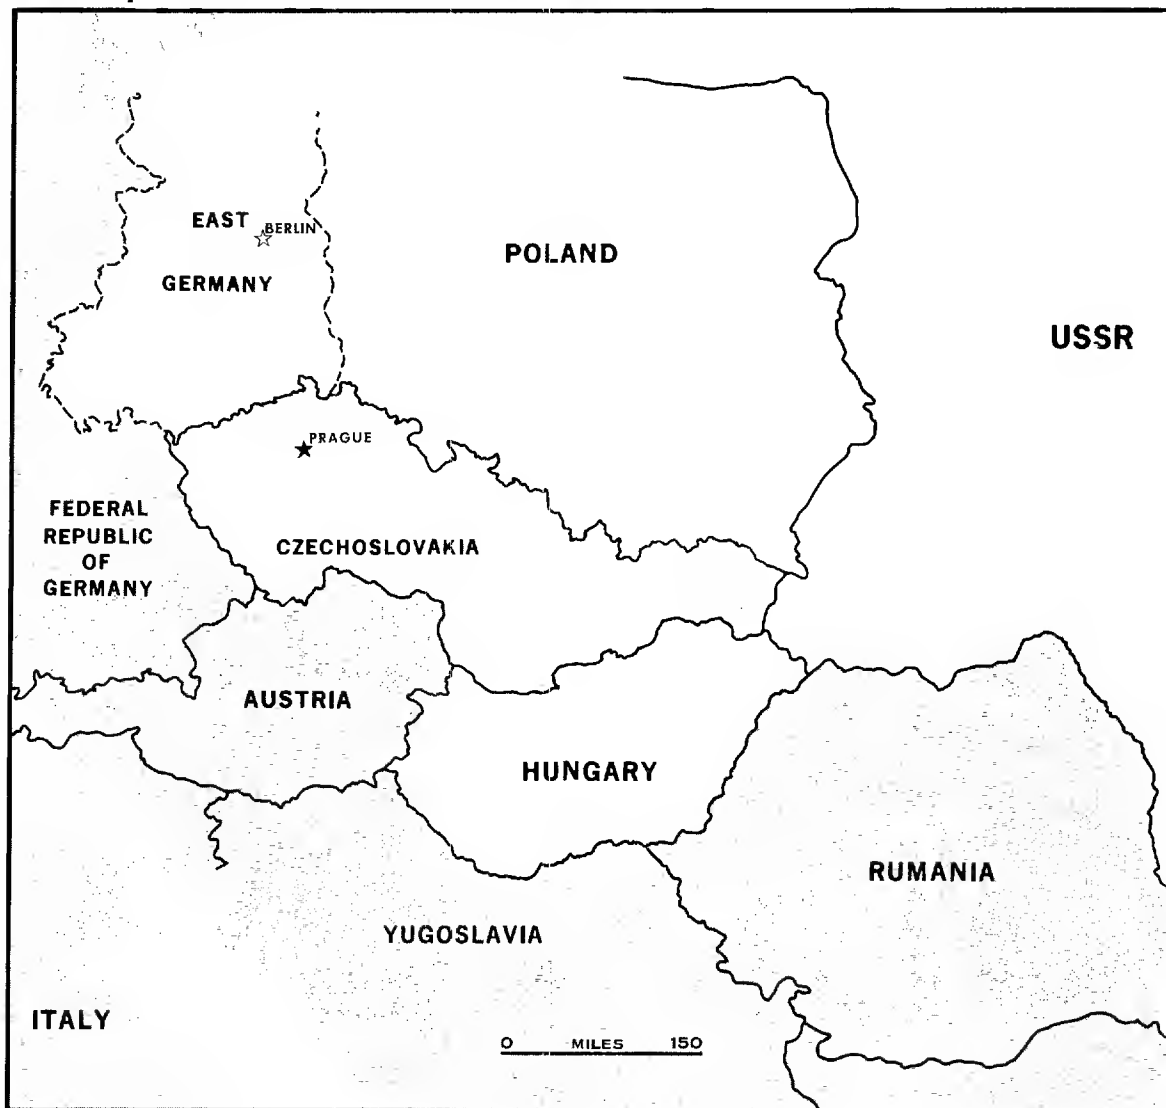 EAST
BERLIN
GERMANY
POLAND
USSR
PRAGUE
FEDERAL
REPUBLIC
OF
GERMANY
CZECHOSLOVAKIA
AUSTRIA
HUNGARY
RUMANIA
YUGOSLAVIA
ITALY
0 MILES 150